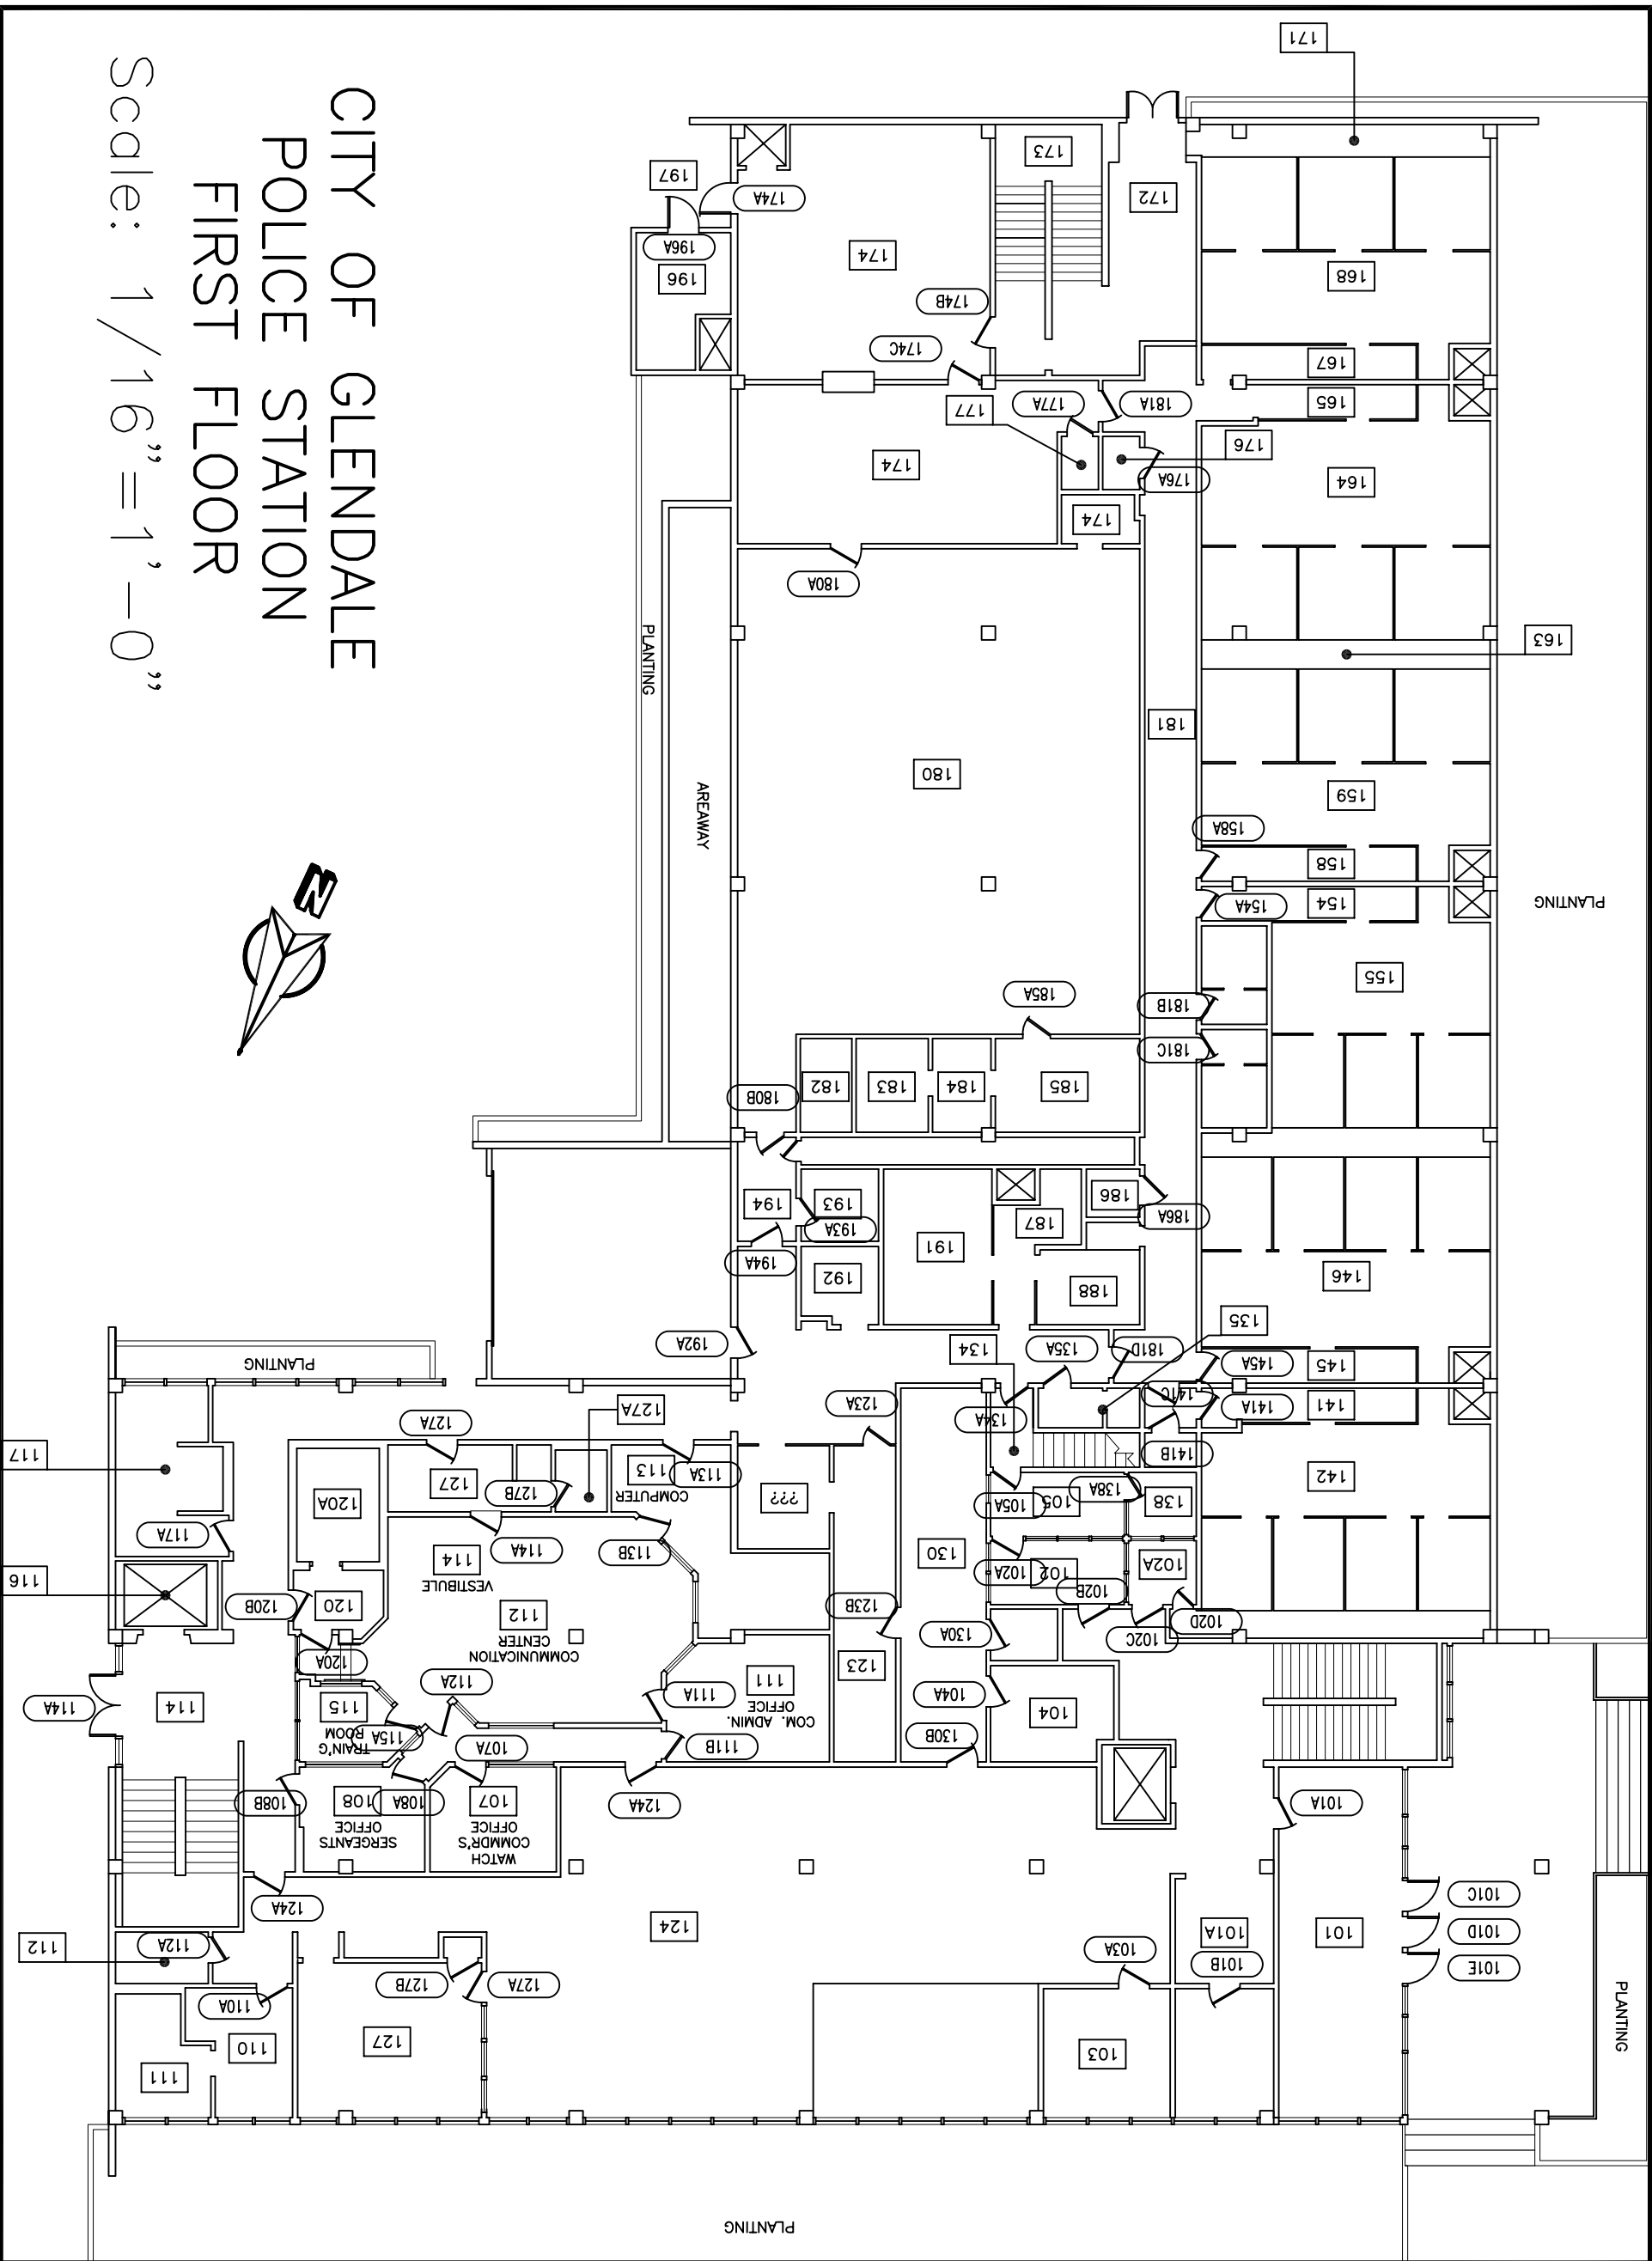 CITY OF GLENDALE
POLICE STATION
FIRST FLOOR
Scale: 1/16"=1'-0"
N
PLANTING
112
111
110
110A
112A
127
127B
127A
103
103A
101B
101A
101E
101D
101C
101
PLANTING
124
124A
108B
SERGEANTS
OFFICE
108
108A
WATCH
COMMDR'S
OFFICE
107
107A
124A
101A
114A
114
TRAIN'G
ROOM
115
115A
112A
111B
COM. ADMIN.
OFFICE
111
111A
130B
104A
104
120A
COMMUNICATION
CENTER
112
123
123B
130A
102C
102D
116
120B
120
VESTIBULE
114
114A
113B
130
102A
102
102B
102A
117
117A
120A
127
127B
COMPUTER
113
113A
???
105A
105
138A
138
142
127A
127A
123A
134A
134
141B
141C
141A
141
PLANTING
192A
135A
181D
145A
145
135
194A
192
191
188
146
194
193
193A
187
186
186A
180B
182
183
184
185
181C
185A
181B
155
154A
154
158A
158
159
PLANTING
AREAWAY
180
181
163
PLANTING
180A
174
176A
164
174
177
177A
181A
176
165
167
174C
174B
196
196A
174
168
197
174A
173
172
171